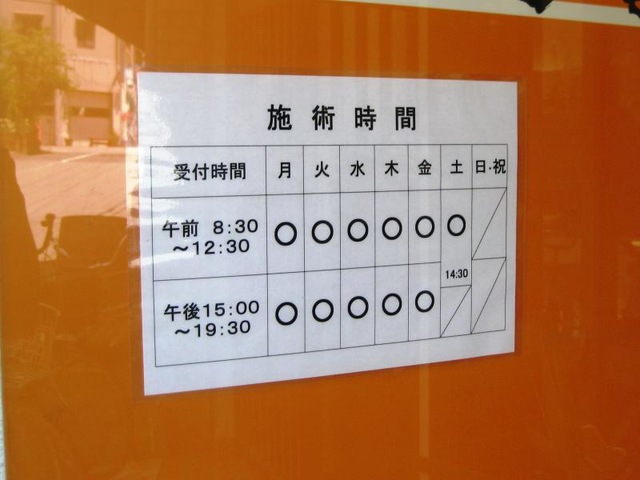 施術時間
受付時間 月 火 水 木 金 土 日・祝
午前 8:30 ○ ○ ○ ○ ○ ○
～12:30
14:30
午後15:00 ○ ○ ○ ○ ○
～19:30